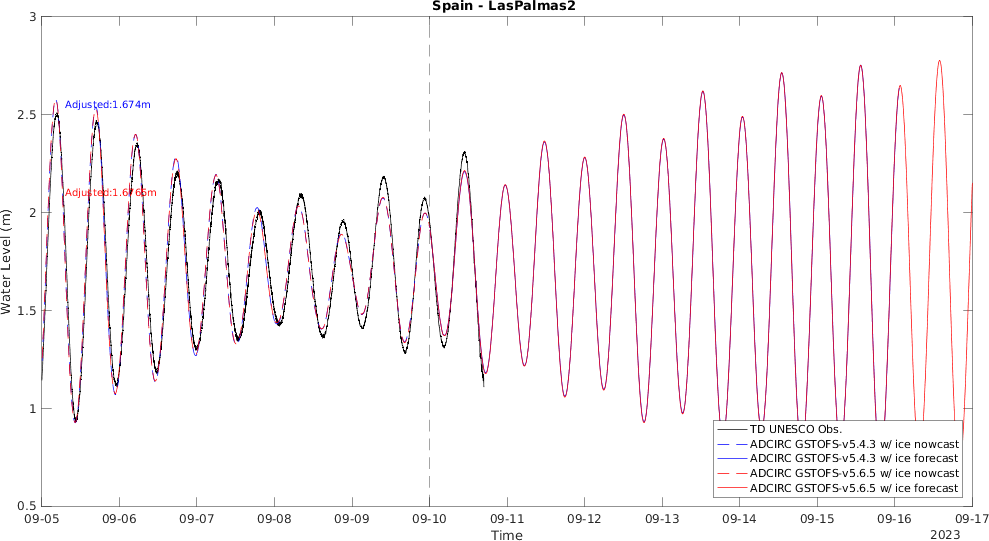 Spain - LasPalmas2
3
2.5
2
1.5
1
0.5
Water Level (m)
Adjusted:1.674m
Adjusted:1.6766m
TD UNESCO Obs.
ADCIRC GSTOFS-v5.4.3 w/ ice nowcast
ADCIRC GSTOFS-v5.4.3 w/ ice forecast
ADCIRC GSTOFS-v5.6.5 w/ ice nowcast
ADCIRC GSTOFS-v5.6.5 w/ ice forecast
09-05 09-06 09-07 09-08 09-09 09-10 09-11 09-12 09-13 09-14 09-15 09-16 09-17
Time
2023